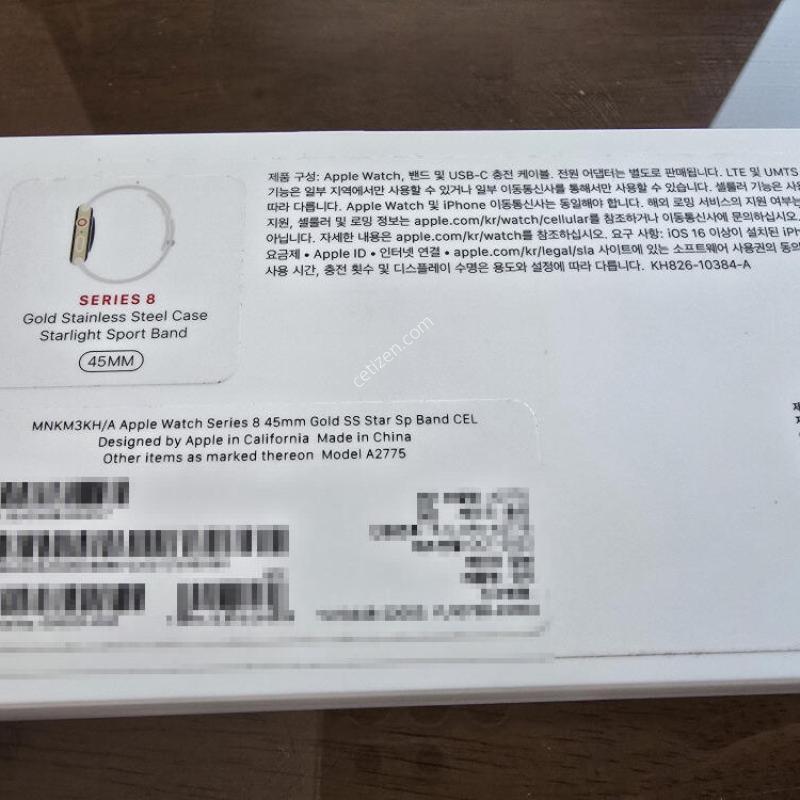 제품 구성: Apple Watch, 밴드 및 USB-C 충전 케이블. 전원 어댑터는 별도로 판매됩니다. LTE 및 UMTS
기능은 일부 지역에서만 사용할 수 있거나 일부 이동통신사를 통해서만 사용할 수 있습니다. 셀룰러 기능은 사용
따라 다릅니다. Apple Watch 및 iPhone 이동통신사는 동일해야 합니다. 해외 로밍 서비스의 지원 여부는
지원, 셀룰러 및 로밍 정보는 apple.com/kr/watch/cellular를 참조하거나 이동통신사에 문의하십시오.
아닙니다. 자세한 내용은 apple.com/kr/watch를 참조하십시오. 요구 사항: iOS 16 이상이 설치된 iPh
요금제 • Apple ID • 인터넷 연결 • apple.com/kr/legal/sla 사이트에 있는 소프트웨어 사용권의 동의
사용 시간, 충전 횟수 및 디스플레이 수명은 용도와 설정에 따라 다릅니다. KH826-10384-A
SERIES 8
Gold Stainless Steel Case
Starlight Sport Band
45MM
cetizen.com
MNKM3KH/A Apple Watch Series 8 45mm Gold SS Star Sp Band CEL
Designed by Apple in California Made in China
Other items as marked thereon Model A2775